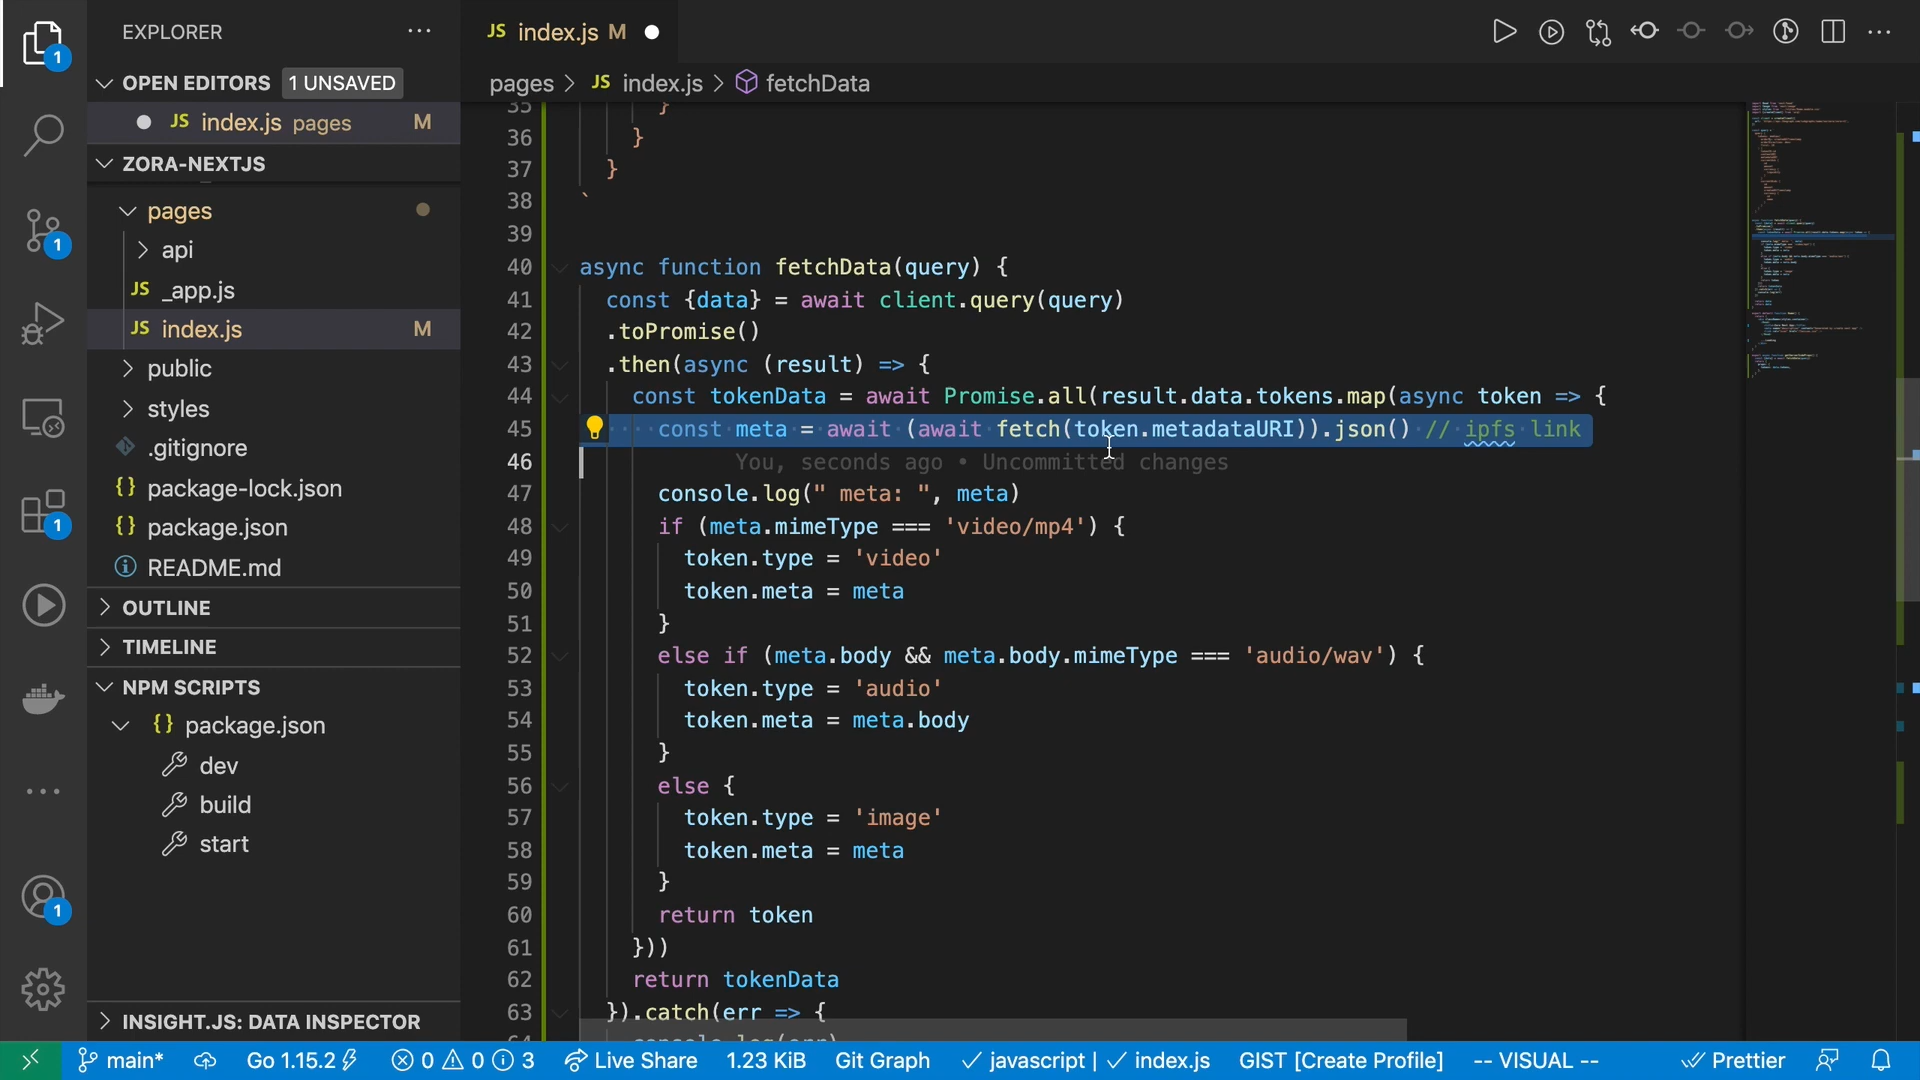 EXPLORER
OPEN EDITORS 1 UNSAVED
JS index.js pages M
ZORA-NEXTJS
pages
api
JS _app.js
JS index.js M
public
styles
.gitignore
{} package-lock.json
{} package.json
README.md
OUTLINE
TIMELINE
NPM SCRIPTS
{} package.json
dev
build
start
INSIGHT.JS: DATA INSPECTOR
1
1
1
1
JS index.js M
pages > JS index.js > fetchData
35 }
36 }
37 }
38 `
39
40 async function fetchData(query) {
41 const {data} = await client.query(query)
42 .toPromise()
43 .then(async (result) => {
44 const tokenData = await Promise.all(result.data.tokens.map(async token => {
45 const meta = await (await fetch(token.metadataURI)).json() // ipfs link
46 You, seconds ago • Uncommitted changes
47 console.log(" meta: ", meta)
48 if (meta.mimeType === 'video/mp4') {
49 token.type = 'video'
50 token.meta = meta
51 }
52 else if (meta.body && meta.body.mimeType === 'audio/wav') {
53 token.type = 'audio'
54 token.meta = meta.body
55 }
56 else {
57 token.type = 'image'
58 token.meta = meta
59 }
60 return token
61 }))
62 return tokenData
63 }).catch(err => {
64 console.log(err)
main* Go 1.15.2 0 0 3 Live Share 1.23 KiB Git Graph javascript | index.js GIST [Create Profile] -- VISUAL -- Prettier